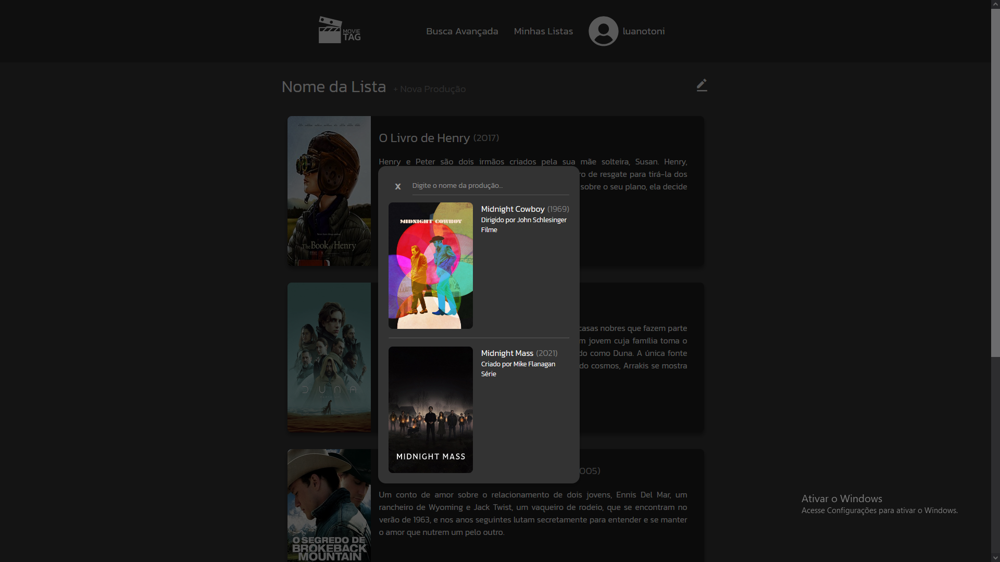 MOVIE
TAG
Busca Avançada
Minhas Listas
luanotoni
Nome da Lista
+ Nova Produção
O Livro de Henry (2017)
Henry e Peter são dois irmãos criados pela sua mãe solteira, Susan. Henry,
ro de resgate para tirá-la dos
sobre o seu plano, ela decide
The Book of Henry
x
Digite o nome da produção...
MIDNIGHT COWBOY
Midnight Cowboy (1969)
Dirigido por John Schlesinger
Filme
MIDNIGHT MASS
Midnight Mass (2021)
Criado por Mike Flanagan
Série
DUNA
casas nobres que fazem parte
m jovem cuja família toma o
do como Duna. A única fonte
do cosmos, Arrakis se mostra
O SEGREDO DE
BROKEBACK
MOUNTAIN
005)
Um conto de amor sobre o relacionamento de dois jovens, Ennis Del Mar, um
rancheiro de Wyoming e Jack Twist, um vaqueiro de rodeio, que se encontram no
verão de 1963, e nos anos seguintes lutam secretamente para entender e se manter
o amor que nutrem um pelo outro.
Ativar o Windows
Acesse Configurações para ativar o Windows.